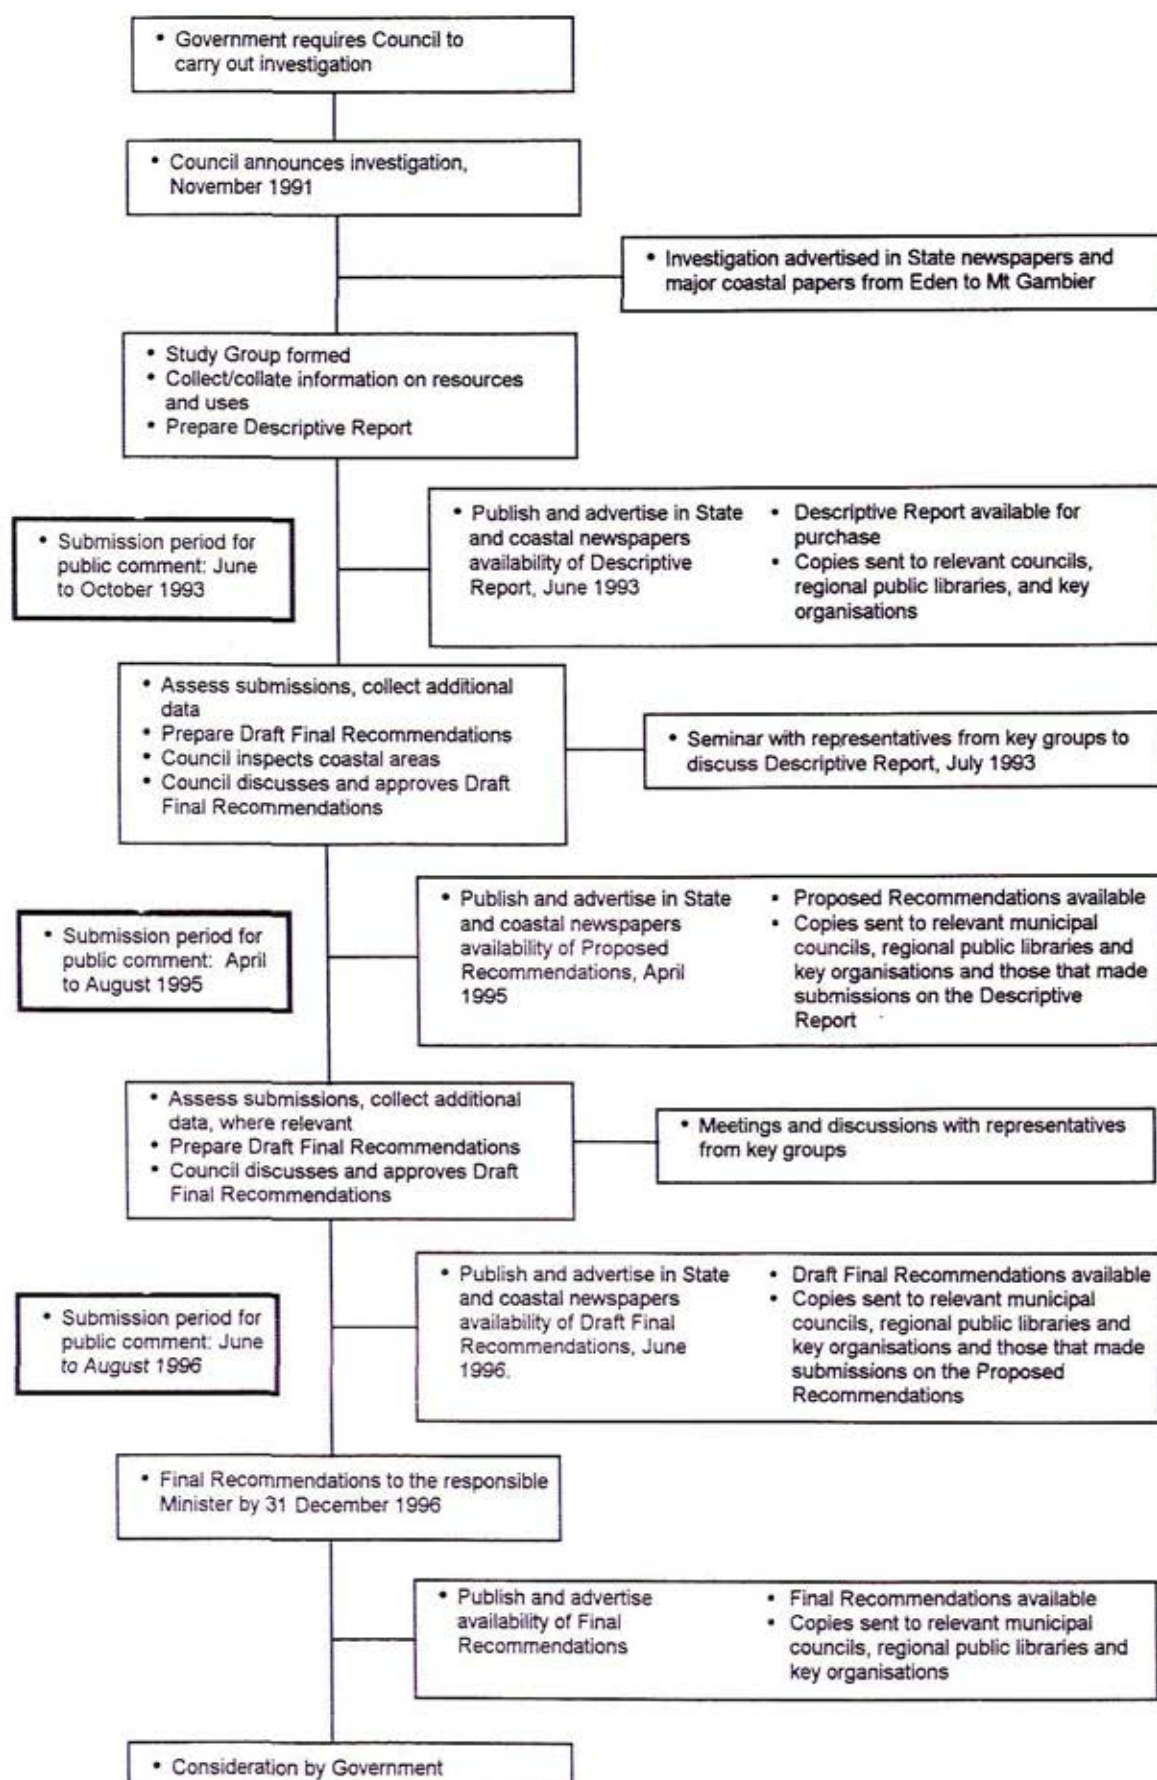 • Government requires Council to
carry out investigation
• Council announces investigation,
November 1991
• Investigation advertised in State newspapers and
major coastal papers from Eden to Mt Gambier
• Study Group formed
• Collect/collate information on resources
and uses
• Prepare Descriptive Report
• Submission period for
public comment: June
to October 1993
• Publish and advertise in State
and coastal newspapers
availability of Descriptive
Report, June 1993
• Descriptive Report available for
purchase
• Copies sent to relevant councils,
regional public libraries, and key
organisations
• Assess submissions, collect additional
data
• Prepare Draft Final Recommendations
• Council inspects coastal areas
• Council discusses and approves Draft
Final Recommendations
• Seminar with representatives from key groups to
discuss Descriptive Report, July 1993
• Submission period for
public comment: April
to August 1995
• Publish and advertise in State
and coastal newspapers
availability of Proposed
Recommendations, April
1995
• Proposed Recommendations available
• Copies sent to relevant municipal
councils, regional public libraries and
key organisations and those that made
submissions on the Descriptive
Report
• Assess submissions, collect additional
data, where relevant
• Prepare Draft Final Recommendations
• Council discusses and approves Draft
Final Recommendations
• Meetings and discussions with representatives
from key groups
• Submission period for
public comment: June
to August 1996
• Publish and advertise in State
and coastal newspapers
availability of Draft Final
Recommendations, June
1996.
• Draft Final Recommendations available
• Copies sent to relevant municipal
councils, regional public libraries and
key organisations and those that made
submissions on the Proposed
Recommendations
• Final Recommendations to the responsible
Minister by 31 December 1996
• Publish and advertise
availability of Final
Recommendations
• Final Recommendations available
• Copies sent to relevant municipal
councils, regional public libraries and
key organisations
• Consideration by Government